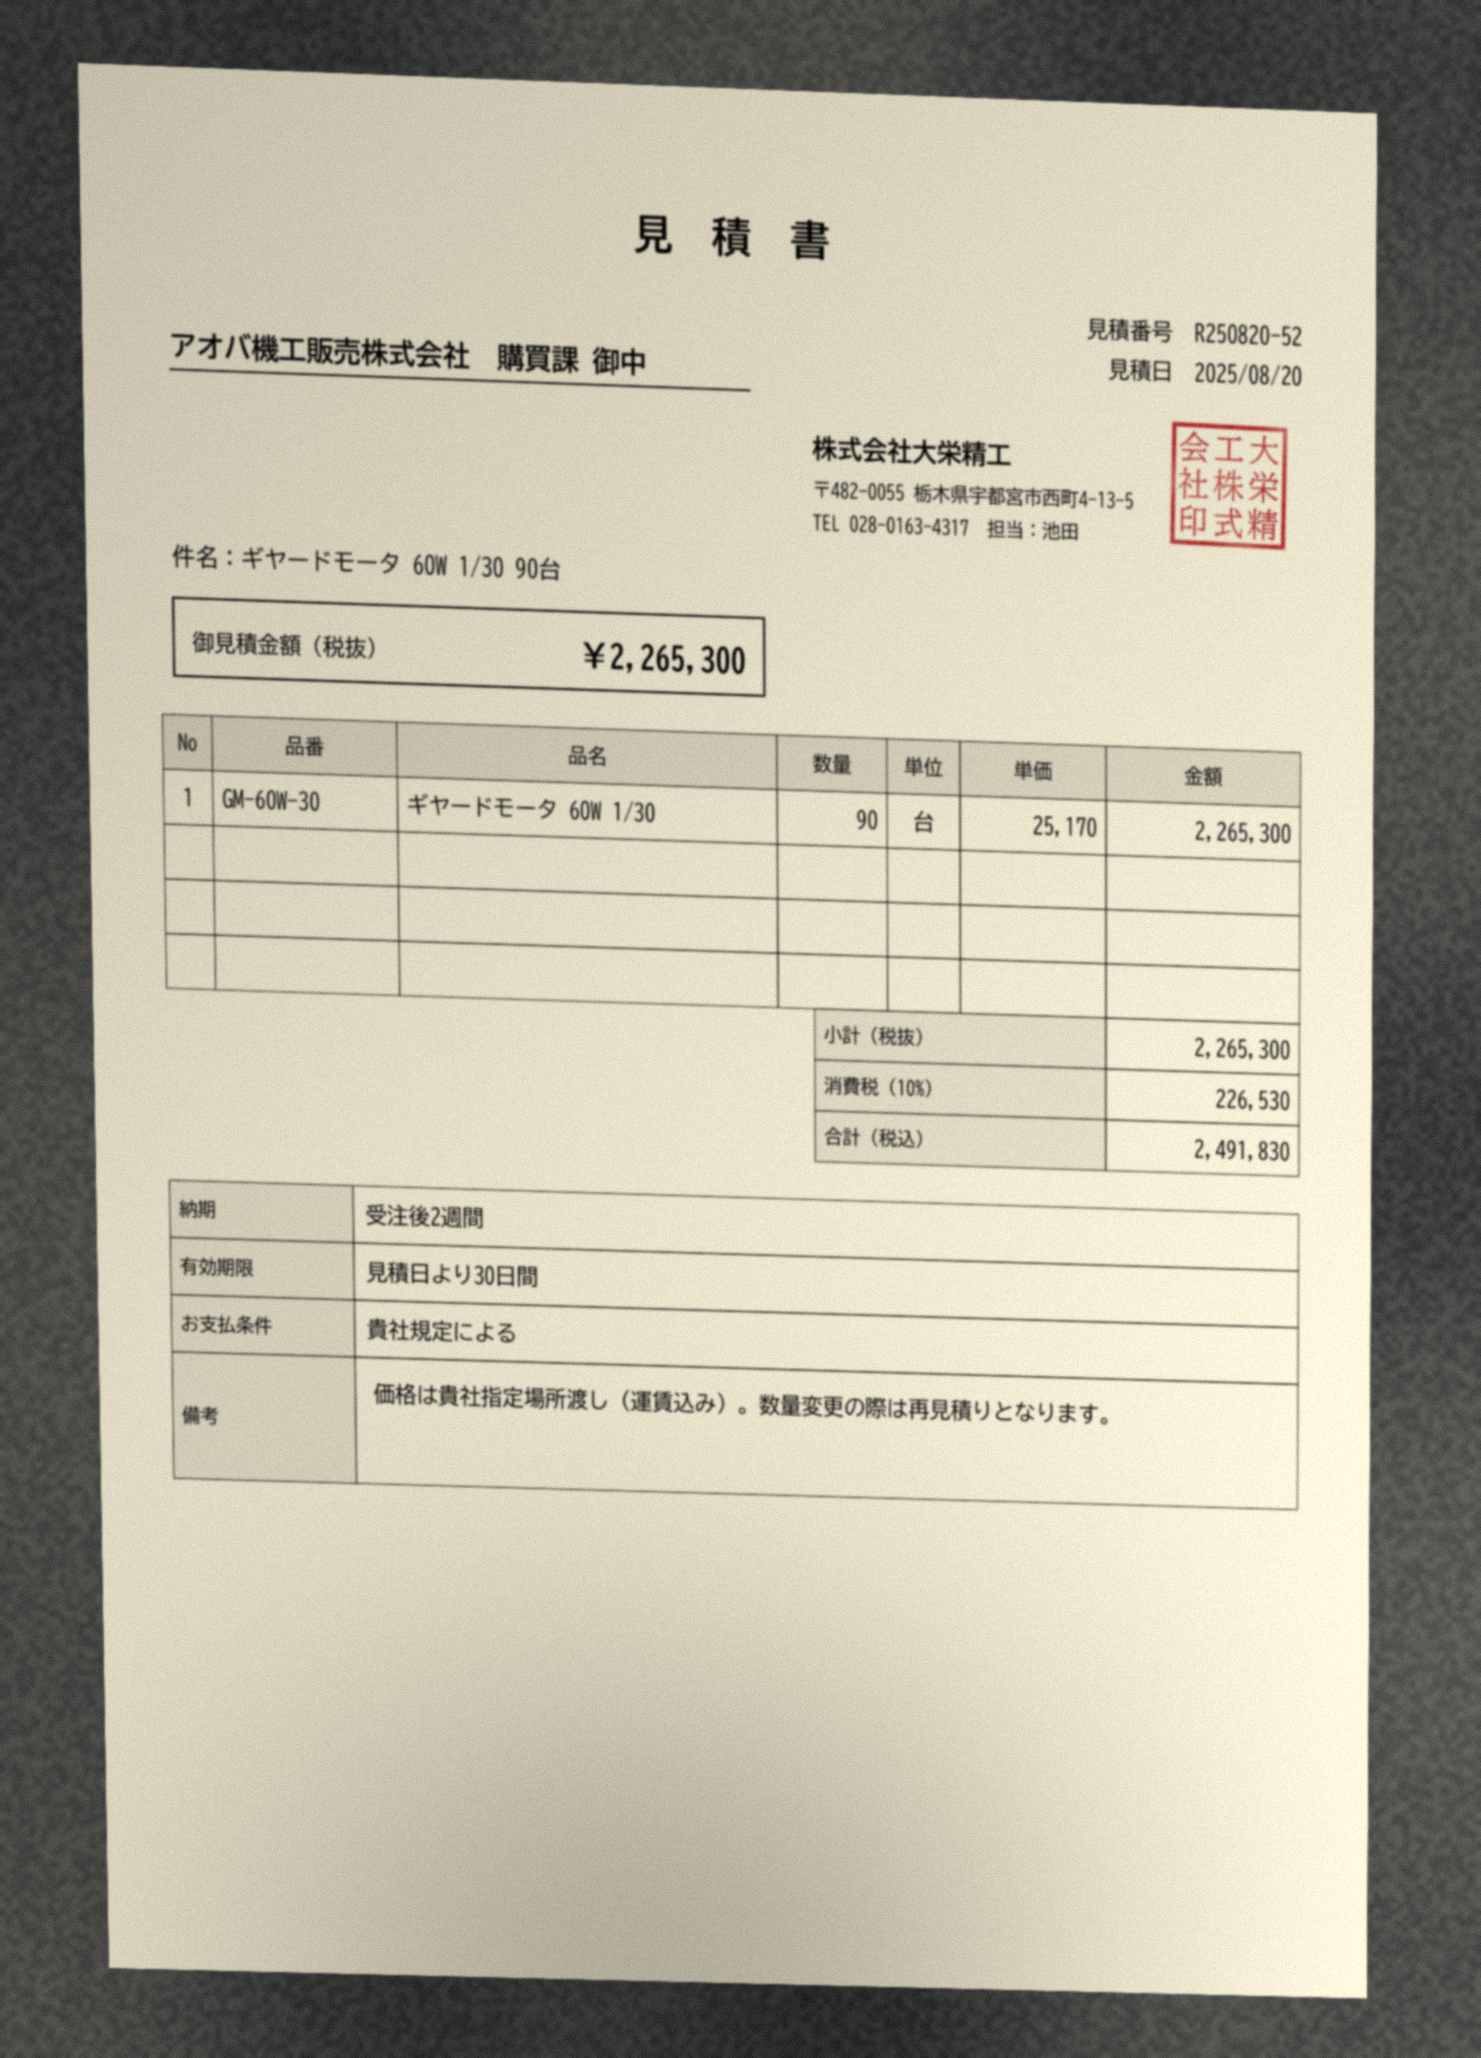 見積書
見積番号 R250820-52
見積日 2025/08/20
アオバ機工販売株式会社 購買課 御中
株式会社大栄精工
〒482-0055 栃木県宇都宮市西町4-13-5
TEL 028-0163-4317 担当：池田
大栄精工株式会社印
件名：ギヤードモータ 60W 1/30 90台
御見積金額（税抜） ￥2,265,300
No 品番 品名 数量 単位 単価 金額
1 GM-60W-30 ギヤードモータ 60W 1/30 90 台 25,170 2,265,300
小計（税抜） 2,265,300
消費税（10%） 226,530
合計（税込） 2,491,830
納期 受注後2週間
有効期限 見積日より30日間
お支払条件 貴社規定による
備考 価格は貴社指定場所渡し（運賃込み）。数量変更の際は再見積りとなります。